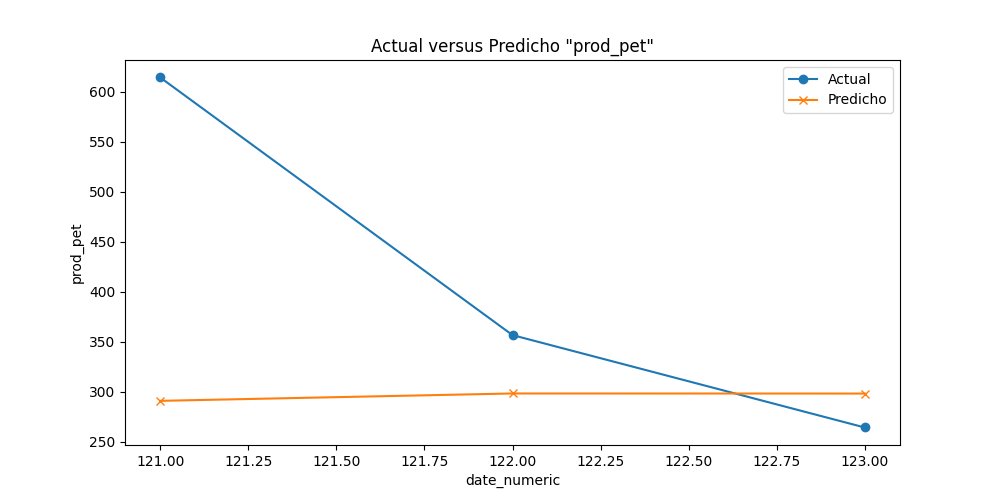 Actual versus Predicho "prod_pet"
Actual
Predicho
600
550
500
450
400
350
300
250
prod_pet
121.00 121.25 121.50 121.75 122.00 122.25 122.50 122.75 123.00
date_numeric